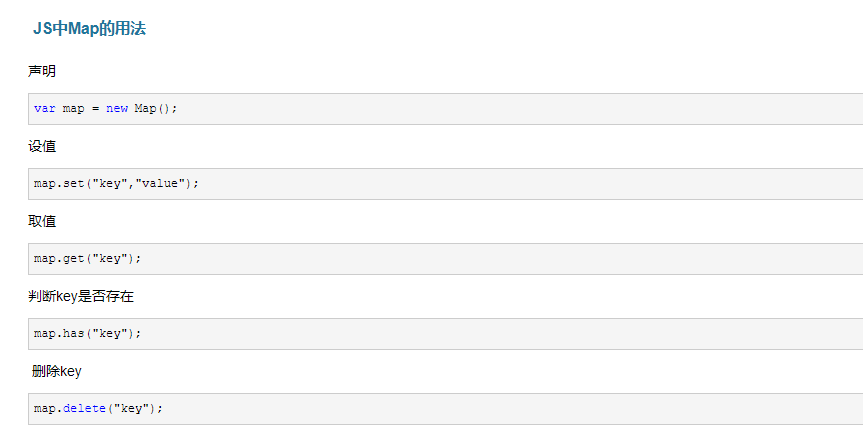 JS中Map的用法
声明
var map = new Map();
设值
map.set("key","value");
取值
map.get("key");
判断key是否存在
map.has("key");
删除key
map.delete("key");